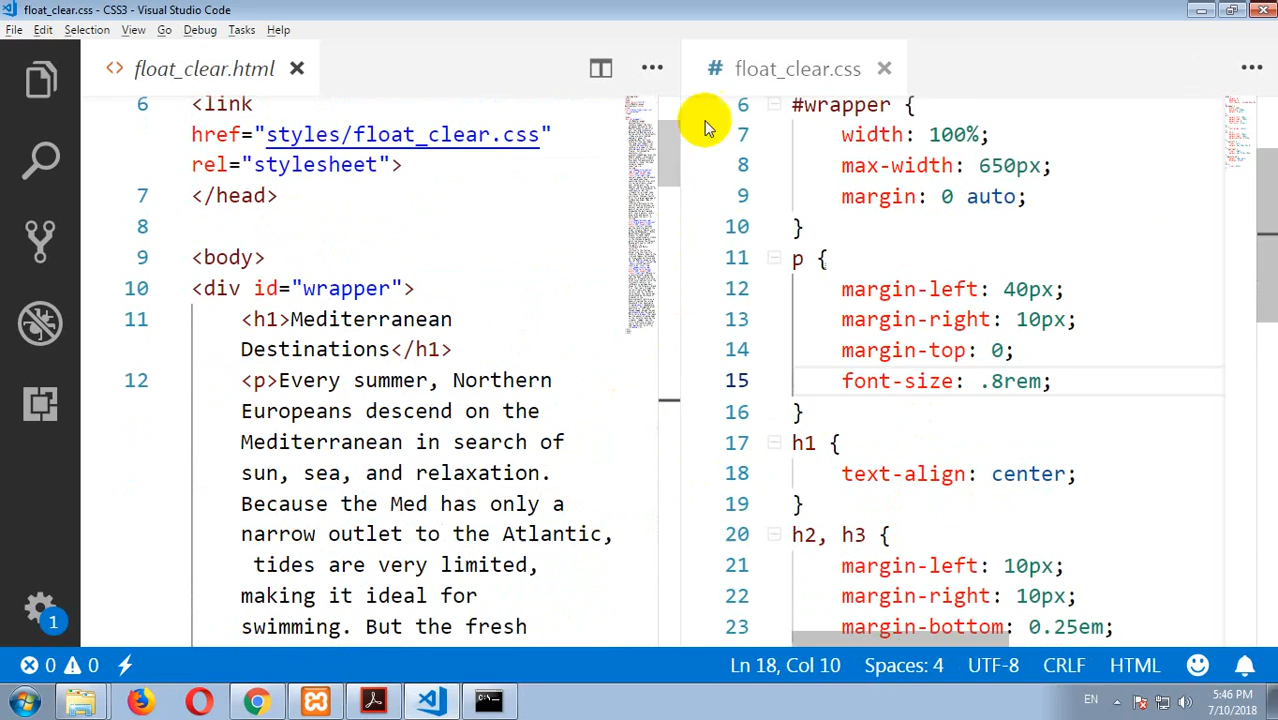 float_clear.css - CSS3 - Visual Studio Code
File Edit Selection View Go Debug Tasks Help
<> float_clear.html
6 <link
href="styles/float_clear.css"
rel="stylesheet">
7 </head>
8
9 <body>
10 <div id="wrapper">
11 <h1>Mediterranean
Destinations</h1>
12 <p>Every summer, Northern
Europeans descend on the
Mediterranean in search of
sun, sea, and relaxation.
Because the Med has only a
narrow outlet to the Atlantic,
tides are very limited,
making it ideal for
swimming. But the fresh
# float_clear.css
6 #wrapper {
7 width: 100%;
8 max-width: 650px;
9 margin: 0 auto;
10 }
11 p {
12 margin-left: 40px;
13 margin-right: 10px;
14 margin-top: 0;
15 font-size: .8rem;
16 }
17 h1 {
18 text-align: center;
19 }
20 h2, h3 {
21 margin-left: 10px;
22 margin-right: 10px;
23 margin-bottom: 0.25em;
1
0 0 Ln 18, Col 10 Spaces: 4 UTF-8 CRLF HTML
EN 5:46 PM
7/10/2018